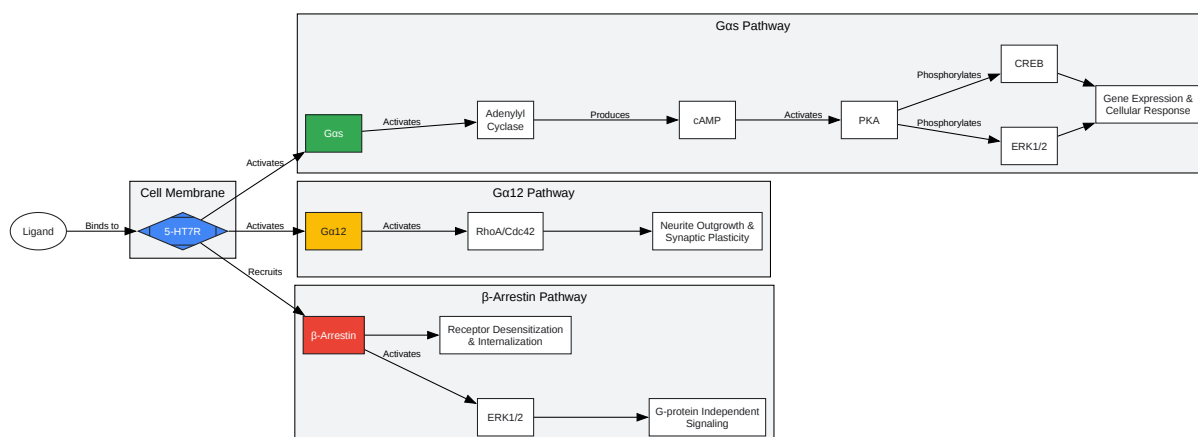 Gαs Pathway
CREB
Phosphorylates
Gene Expression &
Cellular Response
Adenylyl
Cyclase
Activates
Produces
cAMP
Activates
PKA
Gαs
Phosphorylates
ERK1/2
Activates
Cell Membrane
Gα12 Pathway
Ligand
Binds to
5-HT7R
Activates
Gα12
Activates
RhoA/Cdc42
Neurite Outgrowth &
Synaptic Plasticity
Recruits
β-Arrestin Pathway
β-Arrestin
Receptor Desensitization
& Internalization
Activates
ERK1/2
G-protein Independent
Signaling